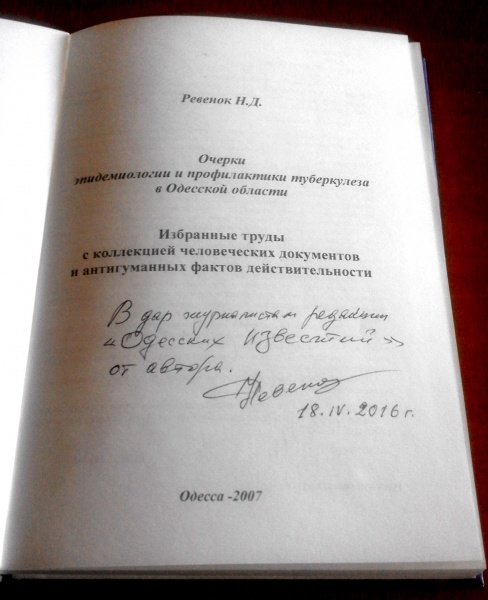 Ревенок Н.Д.
Очерки
эпидемиологии и профилактики туберкулеза
в Одесской области
Избранные труды
с коллекцией человеческих документов
и антигуманных фактов действительности
В дар журналистам редакции
«Одесских известий»
от автора.
Ревенок
18.IV.2016 г.
Одесса -2007